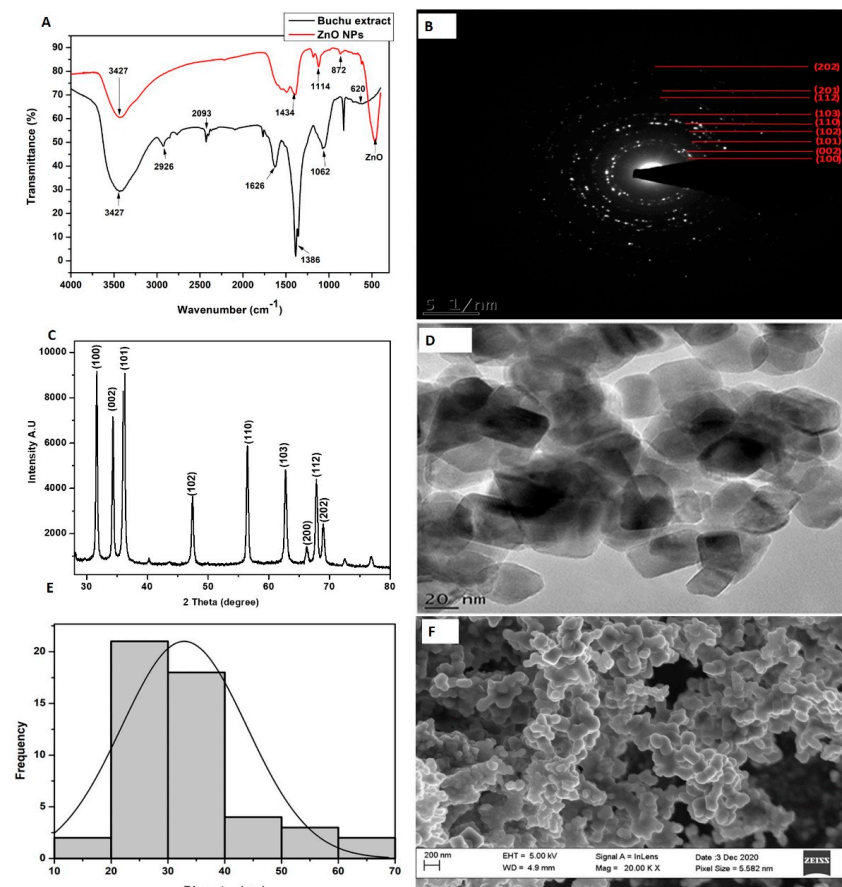 A
Buchu extract
ZnO NPs
Transmittance (%)
90
80
70
60
50
40
30
20
10
0
3427
2093
1434
1114
872
620
2926
1626
1062
ZnO
3427
1386
4000 3500 3000 2500 2000 1500 1000 500
Wavenumber (cm-1)
B
(202)
(201)
(112)
(103)
(110)
(102)
(101)
(002)
(100)
5 1/nm
C
Intensity A.U
10000
8000
6000
4000
2000
(100)
(002)
(101)
(102)
(110)
(103)
(200)
(112)
(202)
30 40 50 60 70 80
2 Theta (degree)
D
20 nm
E
Frequency
20
15
10
5
0
10 20 30 40 50 60 70
F
200 nm
EHT = 5.00 kV
WD = 4.9 mm
Signal A = InLens
Mag = 20.00 K X
Date :3 Dec 2020
Pixel Size = 5.582 nm
ZEISS